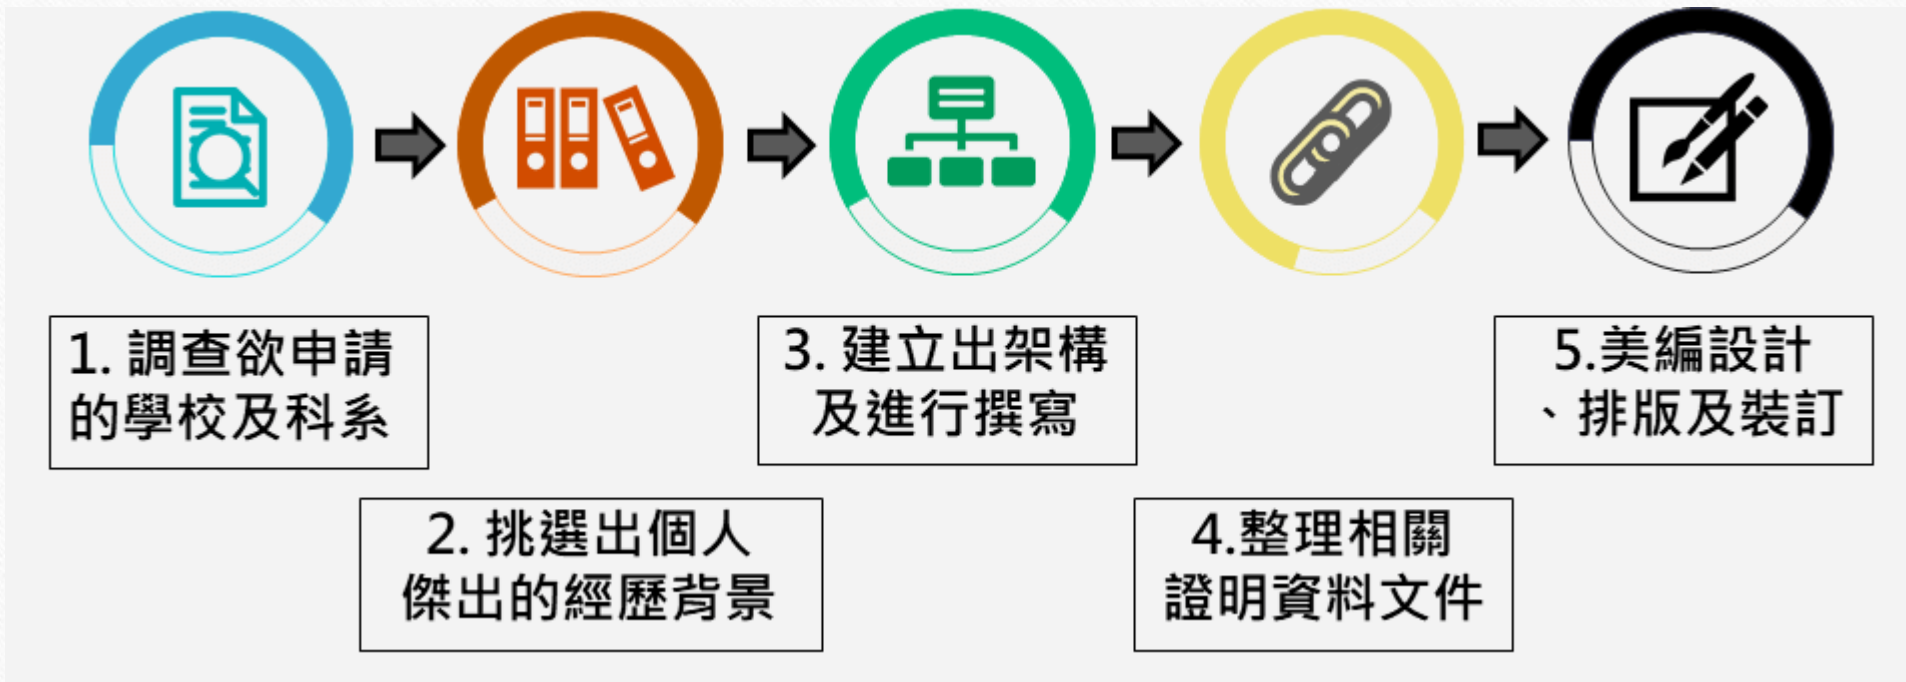 1. 調查欲申請
的學校及科系
2. 挑選出個人
傑出的經歷背景
3. 建立出架構
及進行撰寫
4.整理相關
證明資料文件
5.美編設計
、排版及裝訂